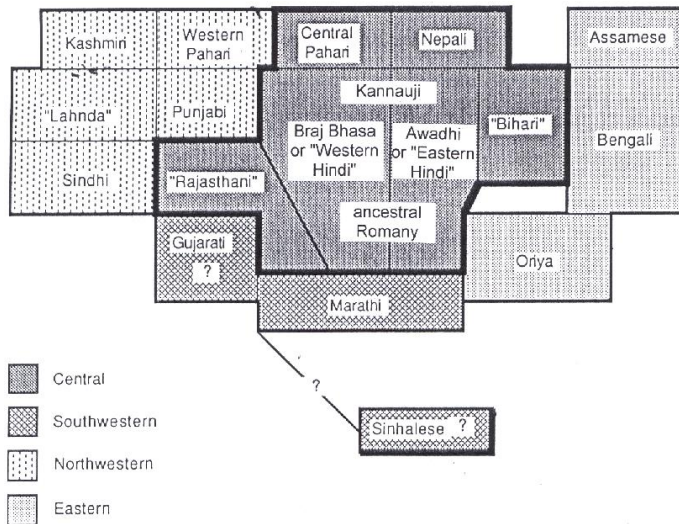 Kashmiri
Western
Pahari
Central
Pahari
Nepali
Assamese
"Lahnda"
Punjabi
Kannauji
Braj Bhasa
or "Western
Hindi"
Awadhi
or "Eastern
Hindi"
"Bihari"
Bengali
Sindhi
"Rajasthani"
ancestral
Romany
Gujarati
?
Oriya
Marathi
?
Sinhalese ?
Central
Southwestern
Northwestern
Eastern